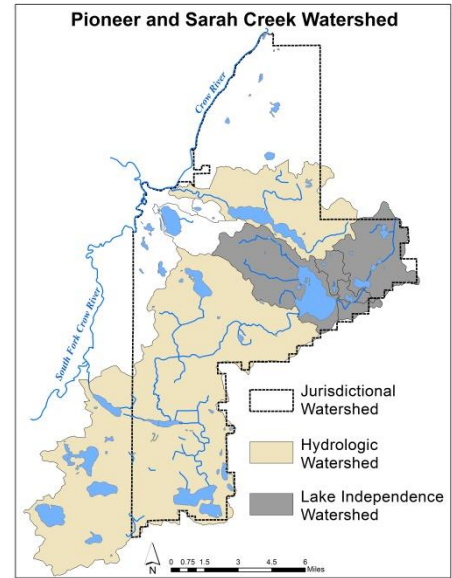 Pioneer and Sarah Creek Watershed
Crow River
South Fork Crow River
Jurisdictional
Watershed
Hydrologic
Watershed
Lake Independence
Watershed
N
0 0.75 1.5 3 4.5 6
Miles